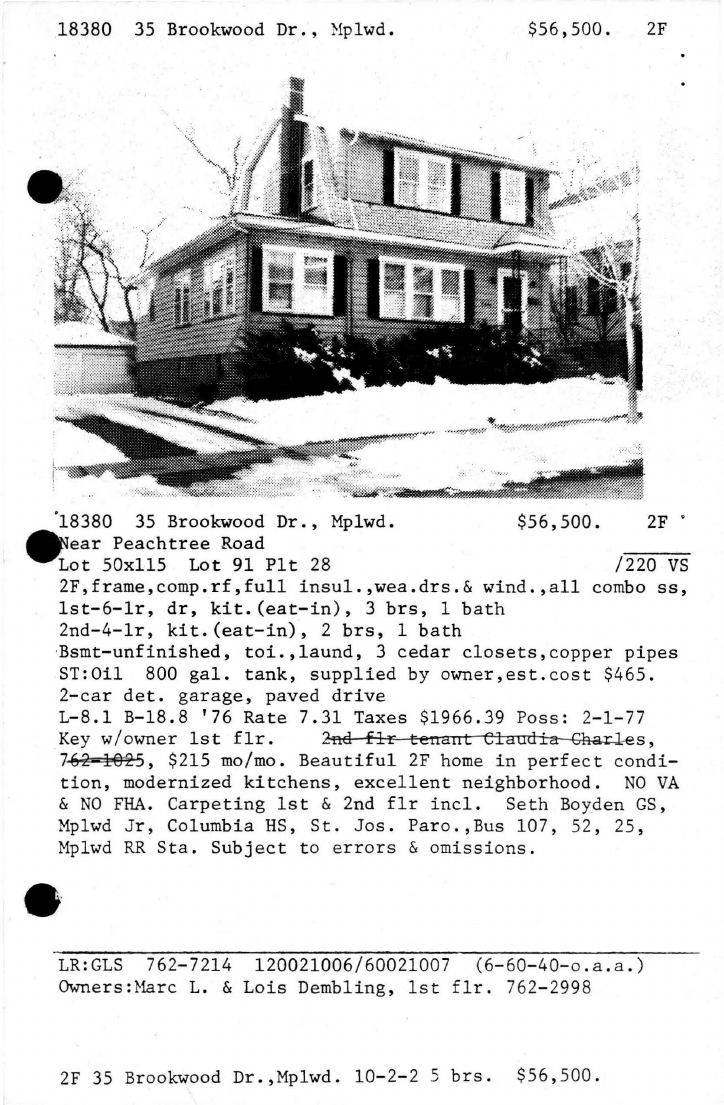 18380 35 Brookwood Dr., Mplwd. $56,500. 2F
18380 35 Brookwood Dr., Mplwd. $56,500. 2F
Near Peachtree Road
Lot 50x115 Lot 91 Plt 28 /220 VS
2F,frame,comp.rf,full insul.,wea.drs.& wind.,all combo ss,
1st-6-lr, dr, kit.(eat-in), 3 brs, 1 bath
2nd-4-lr, kit.(eat-in), 2 brs, 1 bath
Bsmt-unfinished, toi.,laund, 3 cedar closets,copper pipes
ST:Oil 800 gal. tank, supplied by owner,est.cost $465.
2-car det. garage, paved drive
L-8.1 B-18.8 '76 Rate 7.31 Taxes $1966.39 Poss: 2-1-77
Key w/owner 1st flr. 2nd flr tenant Claudia Charles,
762-1025, $215 mo/mo. Beautiful 2F home in perfect condi-
tion, modernized kitchens, excellent neighborhood. NO VA
& NO FHA. Carpeting 1st & 2nd flr incl. Seth Boyden GS,
Mplwd Jr, Columbia HS, St. Jos. Paro.,Bus 107, 52, 25,
Mplwd RR Sta. Subject to errors & omissions.
LR:GLS 762-7214 120021006/60021007 (6-60-40-o.a.a.)
Owners:Marc L. & Lois Dembling, 1st flr. 762-2998
2F 35 Brookwood Dr.,Mplwd. 10-2-2 5 brs. $56,500.